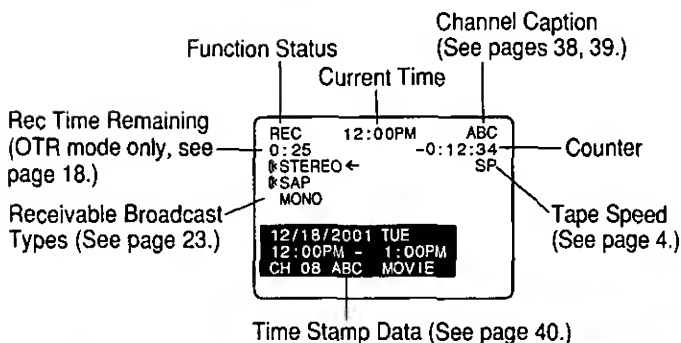 Channel Caption
(See pages 38, 39.)
Function Status
Current Time
Rec Time Remaining
(OTR mode only, see
page 18.)
REC 12:00PM ABC
0:25 -0:12:34
STEREO ← SP
SAP
MONO
Counter
Receivable Broadcast
Types (See page 23.)
Tape Speed
(See page 4.)
12/18/2001 TUE
12:00PM - 1:00PM
CH 08 ABC MOVIE
Time Stamp Data (See page 40.)